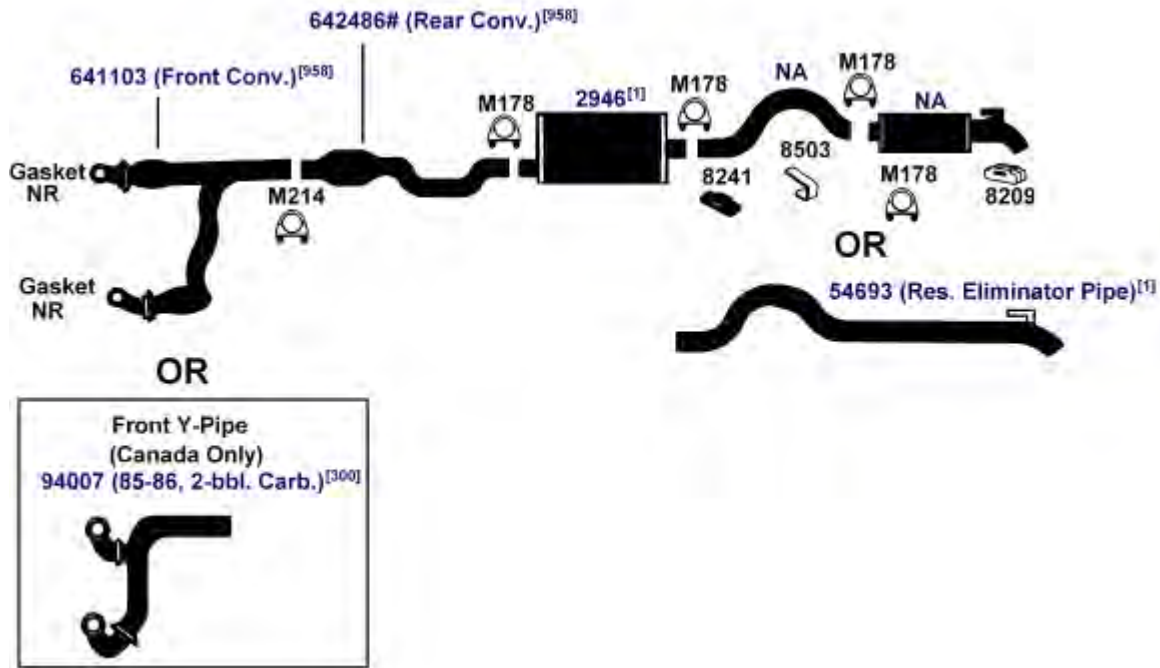 642486# (Rear Conv.)[958]
641103 (Front Conv.)[958]
M178
2946[1]
M178
NA
M178
NA
Gasket
NR
M214
8241
8503
M178
8209
Gasket
NR
OR
54693 (Res. Eliminator Pipe)[1]
OR
Front Y-Pipe
(Canada Only)
94007 (85-86, 2-bbl. Carb.)[300]